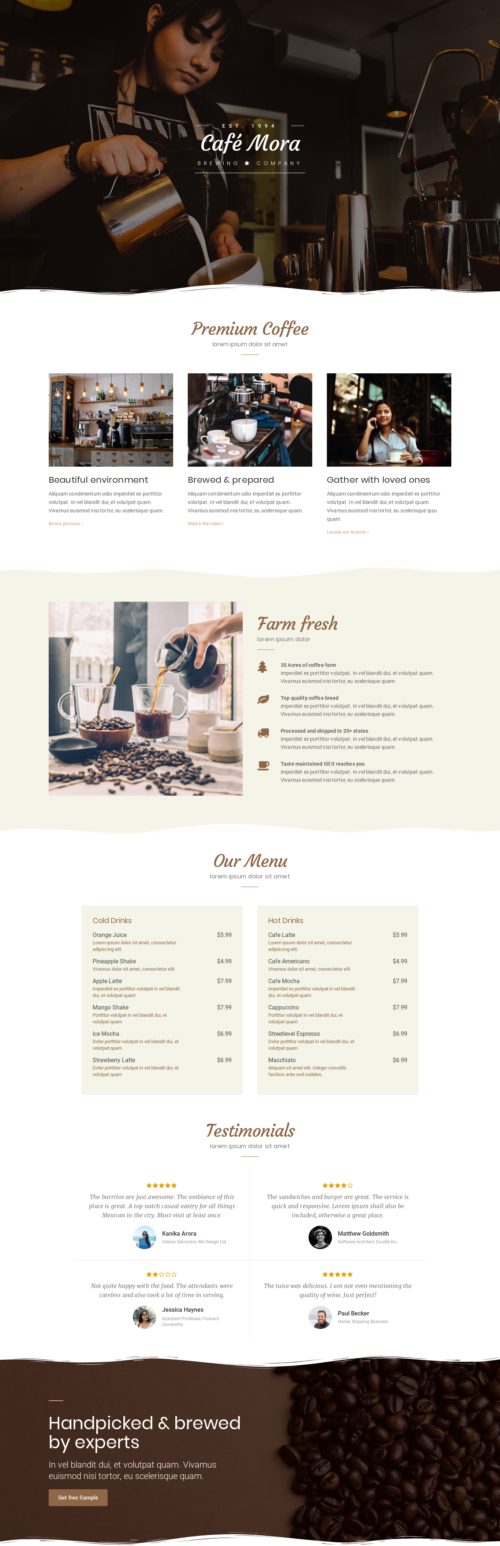 EST. 1994
Café Mora
BREWING ★ COMPANY
Premium Coffee
lorem ipsum dolor sit amet
Beautiful environment
Aliquam condimentum odio imperdiet ex porttitor
volutpat. In vel blandit dui, et volutpat quam.
Vivamus euismod nisi tortor, eu scelerisque quam.
Browse pictures ›
Brewed & prepared
Aliquam condimentum odio imperdiet ex porttitor
volutpat. In vel blandit dui, et volutpat quam.
Vivamus euismod nisi tortor, eu scelerisque quam.
Watch the video ›
Gather with loved ones
Aliquam condimentum odio imperdiet ex porttitor
volutpat. In vel blandit dui, et volutpat quam.
Vivamus euismod nisi tortor, eu scelerisque ipsu
quam.
Locate our branch ›
Farm fresh
lorem ipsum dolor
35 Acres of coffee farm
Imperdiet ex porttitor volutpat. In vel blandit dui, et volutpat quam.
Vivamus euismod nisi tortor, eu scelerisque quam.
Top quality coffee breed
Imperdiet ex porttitor volutpat. In vel blandit dui, et volutpat quam.
Vivamus euismod nisi tortor, eu scelerisque quam.
Processed and shipped to 25+ states
Imperdiet ex porttitor volutpat. In vel blandit dui, et volutpat quam.
Vivamus euismod nisi tortor, eu scelerisque quam.
Taste maintained till it reaches you
Imperdiet ex porttitor volutpat. In vel blandit dui, et volutpat quam.
Vivamus euismod nisi tortor, eu scelerisque quam.
Our Menu
lorem ipsum dolor sit amet
Cold Drinks
Orange Juice $5.99
Lorem ipsum dolor sit amet, consectetur
adipiscing elit.
Pineapple Shake $4.99
Vivamus dolor sit amet, consectetur elit.
Apple Latte $7.99
Imperdiet ex porttitor volutpat in vel blandit
dui, et volutpat quam
Mango Shake $7.99
Porttitor volutpat in vel blandit dui, et
volutpat quam
Ice Mocha $6.99
Dolor porttitor volutpat in vel blandit dui, et
volutpat quam
Strawberry Latte $6.99
Dolor porttitor volutpat in vel blandit dui, et
volutpat quam
Hot Drinks
Cafe Latte $5.99
Lorem ipsum dolor sit amet, consectetur
adipiscing elit.
Cafe Americano $4.99
Vivamus dolor sit amet, consectetur elit.
Cafe Mocha $7.99
Imperdiet ex porttitor volutpat in vel blandit
dui, et volutpat quam
Cappuccino $7.99
Porttitor volutpat in vel blandit dui, et
volutpat quam
Streetlevel Espresso $6.99
Dolor porttitor volutpat in vel blandit dui, et
volutpat quam
Macchiato $6.99
Aliquam sit amet elit. Integer convallis
facilisis ante sed sodales.
Testimonials
lorem ipsum dolor sit amet
The burritos are just awesome. The ambiance of this
place is great. A top notch casual eatery for all things
Mexican in the city. Must visit at least once.
Kanika Arora
Interior Decorator, We Design Ltd
The sandwiches and burger are great. The service is
quick and responsive. Lorem ipsum shall also be
included, otherwise a great place.
Matthew Goldsmith
Software Architect, Inc.
Not quite happy with the food. The attendants were
careless and also took a lot of time in serving.
Jessica Haynes
Assistant Professor, Forward
University
The tuna was delicious. I am not even mentioning the
quality of wine. Just perfect!
Paul Becker
Owner, Shipping Business
Handpicked & brewed
by experts
In vel blandit dui, et volutpat quam. Vivamus
euismod nisi tortor, eu scelerisque quam.
Get free Sample